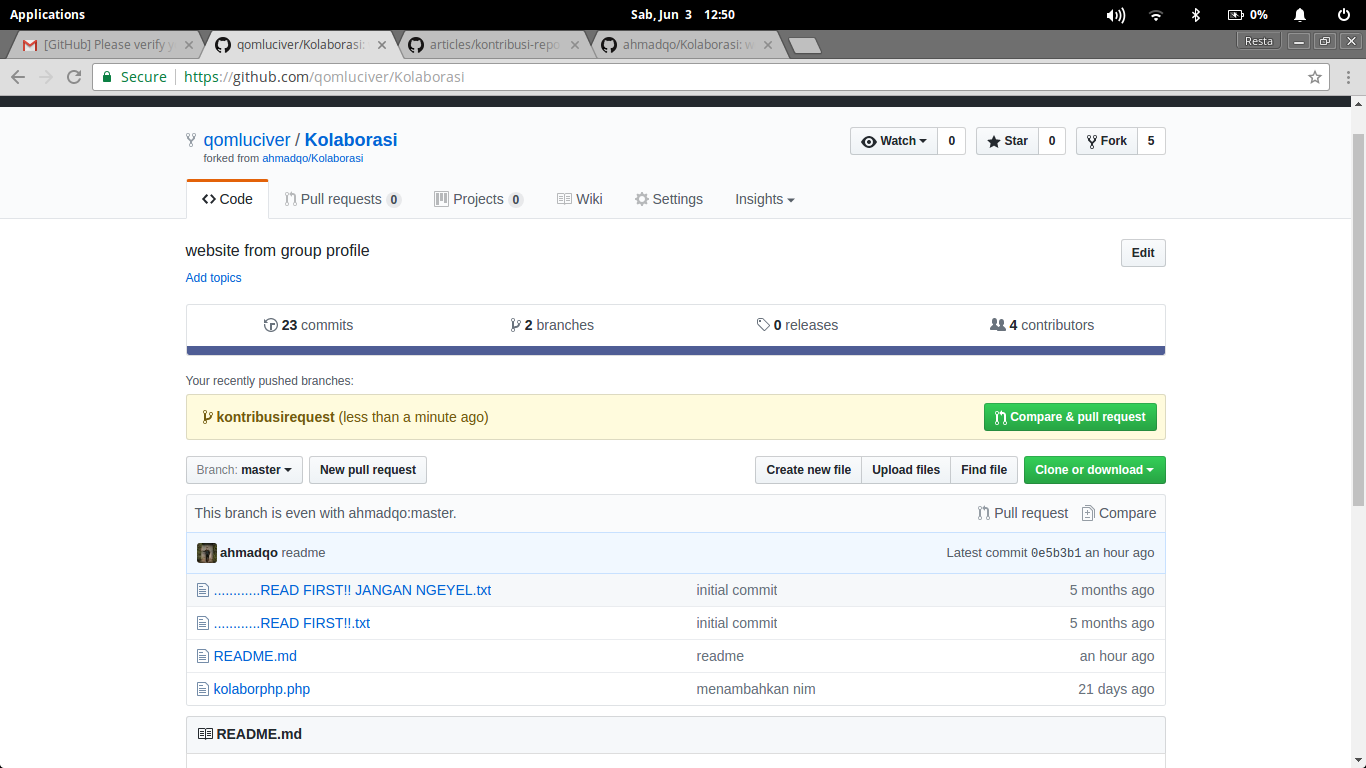 Applications
Sab, Jun 3 12:50
0%
[GitHub] Please verify y
qomluciver/Kolaborasi:
articles/kontribusi-repo
ahmadqo/Kolaborasi: w
Resta
Secure
https://github.com/qomluciver/Kolaborasi
qomluciver / Kolaborasi
forked from ahmadqo/Kolaborasi
Watch 0
Star 0
Fork 5
Code
Pull requests 0
Projects 0
Wiki
Settings
Insights
website from group profile
Edit
Add topics
23 commits
2 branches
0 releases
4 contributors
Your recently pushed branches:
kontribusirequest (less than a minute ago)
Compare & pull request
Branch: master
New pull request
Create new file
Upload files
Find file
Clone or download
This branch is even with ahmadqo:master.
Pull request
Compare
ahmadqo readme
Latest commit 0e5b3b1 an hour ago
............READ FIRST!! JANGAN NGEYEL.txt
initial commit
5 months ago
............READ FIRST!!.txt
initial commit
5 months ago
README.md
readme
an hour ago
kolaborphp.php
menambahkan nim
21 days ago
README.md